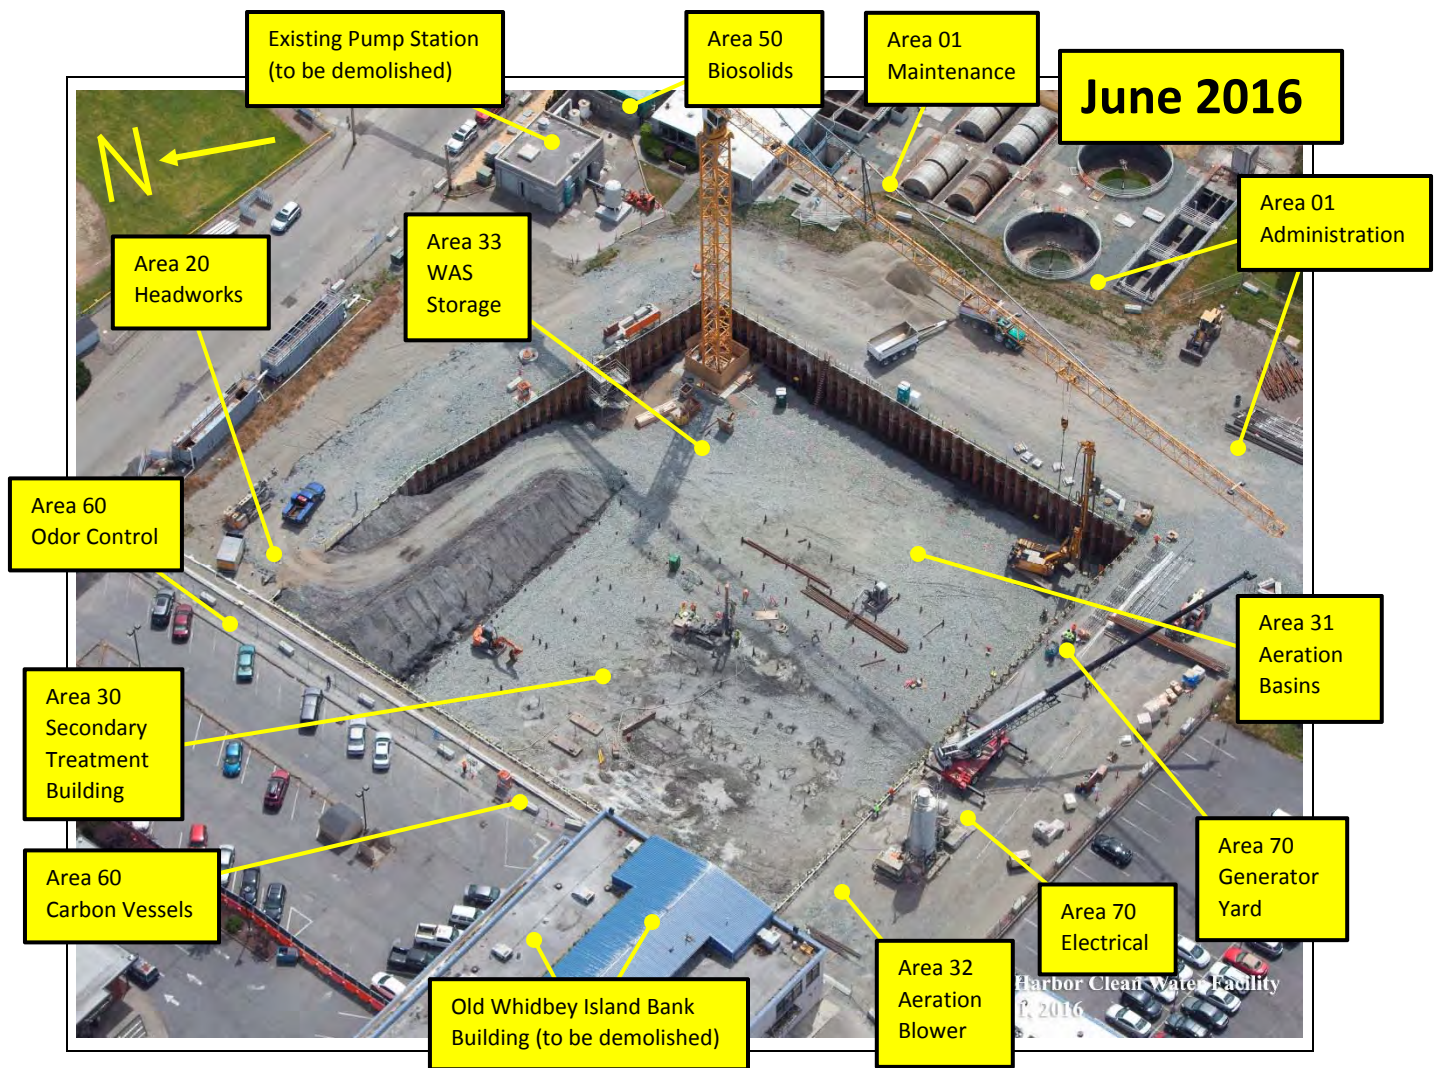 Existing Pump Station
(to be demolished)
Area 50
Biosolids
Area 01
Maintenance
June 2016
N
Area 01
Administration
Area 33
WAS
Storage
Area 20
Headworks
Area 60
Odor Control
Area 31
Aeration
Basins
Area 30
Secondary
Treatment
Building
Area 70
Generator
Yard
Area 60
Carbon Vessels
Area 70
Electrical
Area 32
Aeration
Blower
Old Whidbey Island Bank
Building (to be demolished)
Harbor Clean Water Facility
, 2016